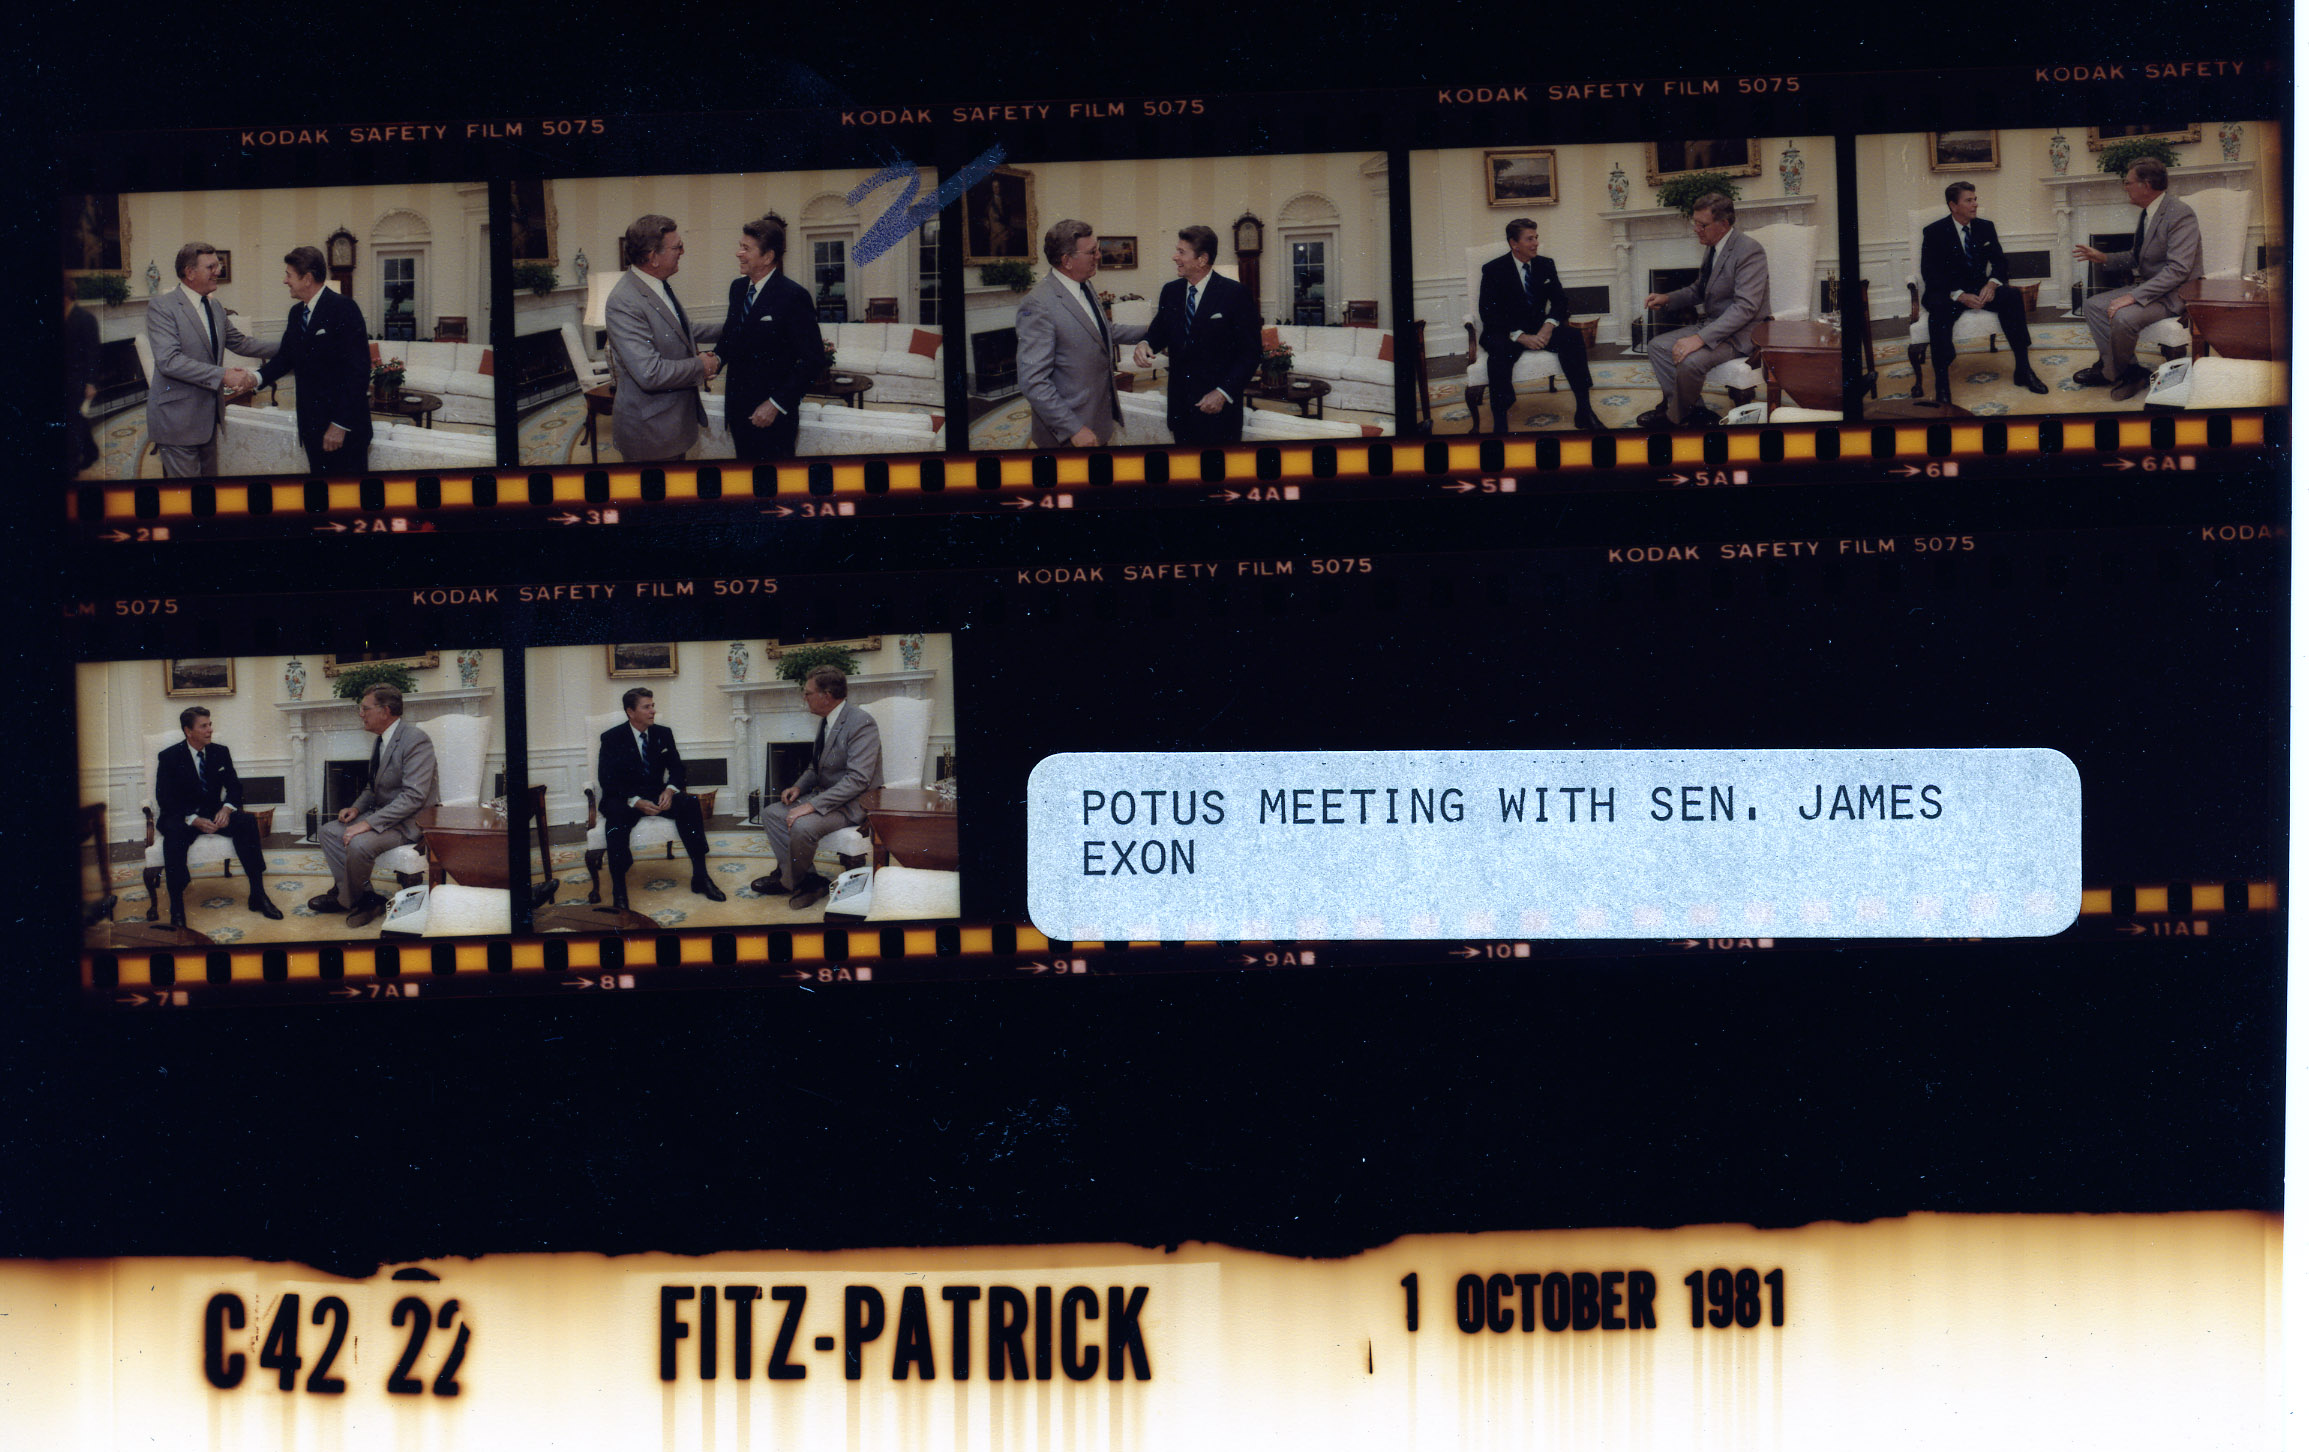 KODAK SAFETY FILM 5075
KODAK SAFETY FILM 5075
KODAK SAFETY FILM 5075
KODAK SAFETY
2
→2
→2A
→3
→3A
→4
→4A
→5
→5A
→6
→6A
LM 5075
KODAK SAFETY FILM 5075
KODAK SAFETY FILM 5075
KODAK SAFETY FILM 5075
KODA
POTUS MEETING WITH SEN. JAMES
EXON
→7
→7A
→8
→8A
→9
→9A
→10
→10A
→11A
C42 22
FITZ-PATRICK
1 OCTOBER 1981